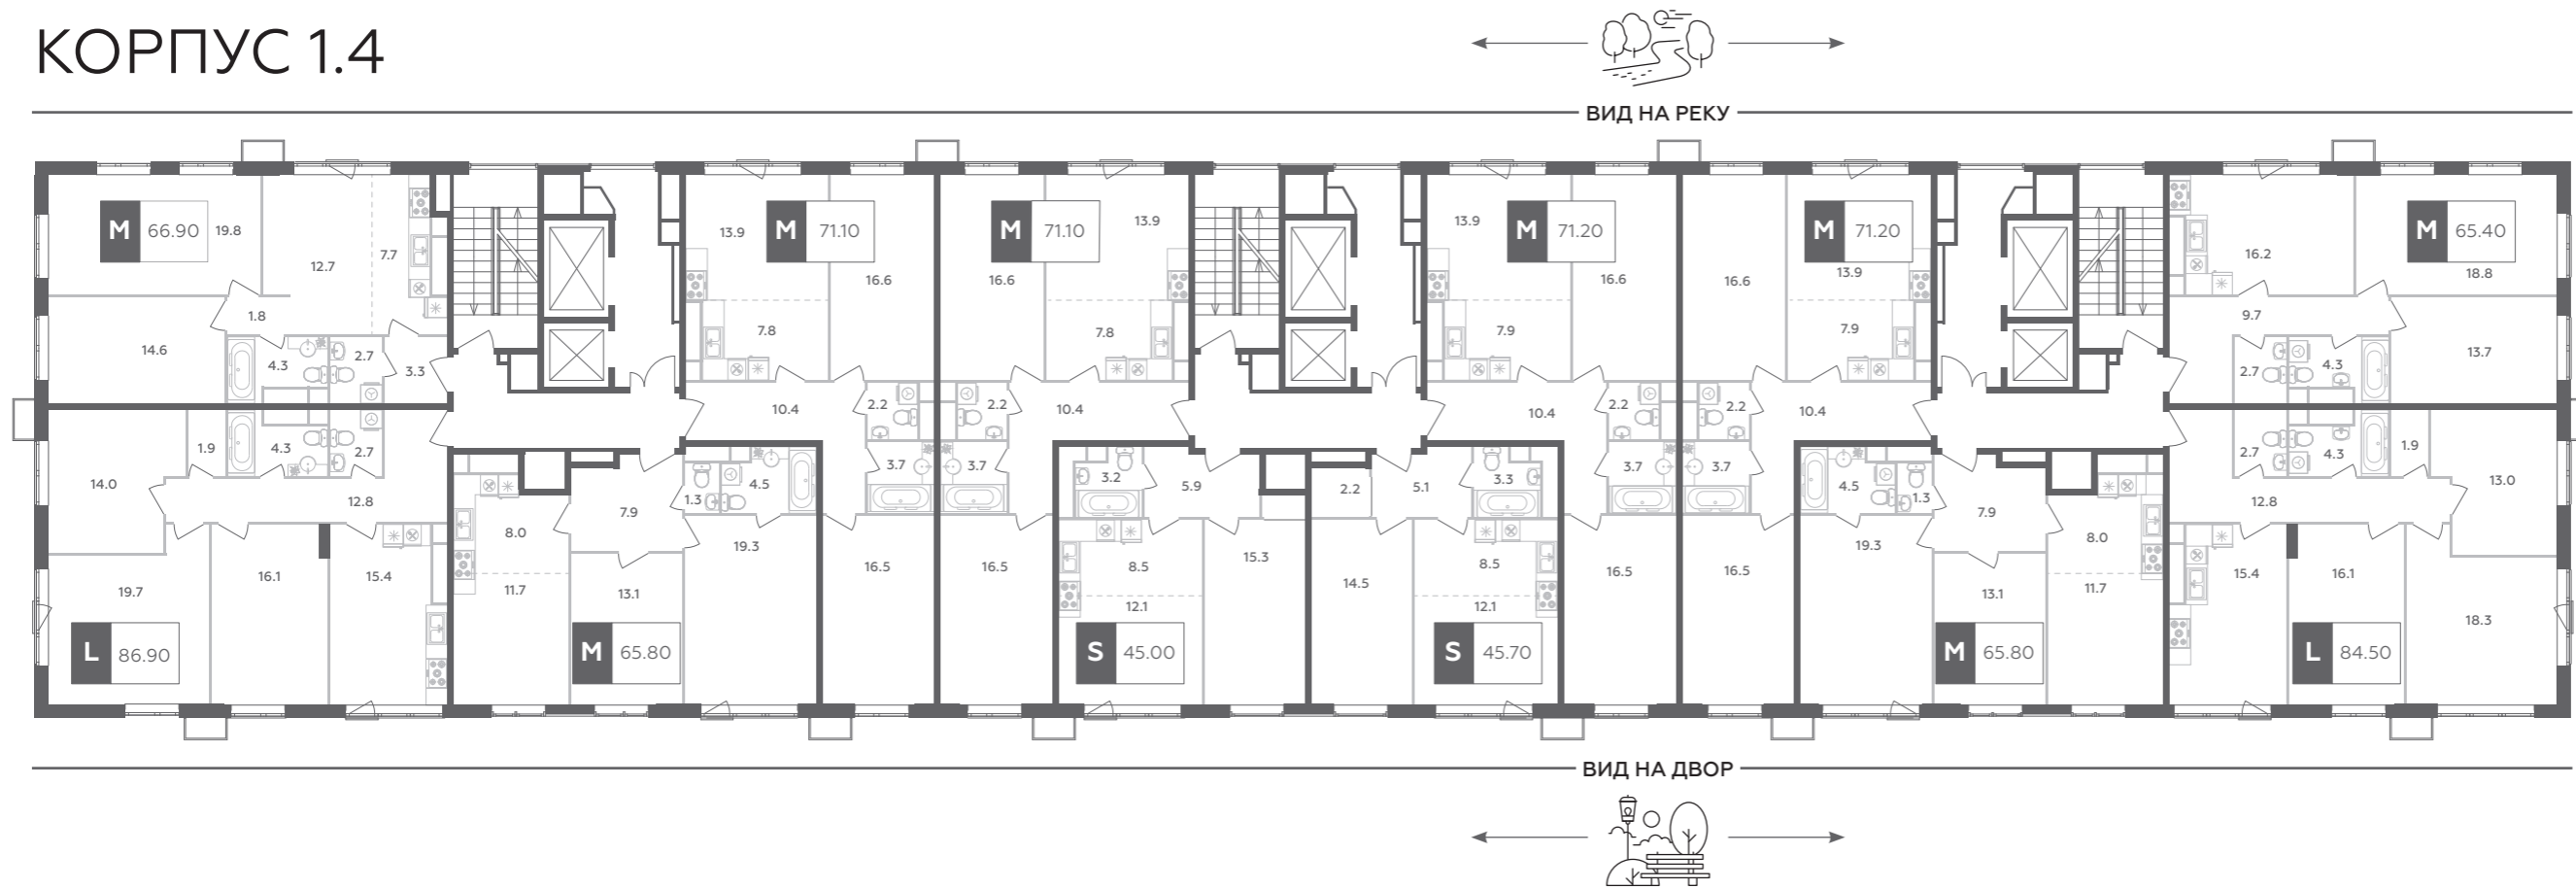 КОРПУС 1.4
ВИД НА РЕКУ
M 66.90 19.8
12.7 7.7
1.8
14.6
4.3 2.7 3.3
13.9 M 71.10
16.6
7.8
10.4 2.2
3.7
16.5
M 71.10 13.9
16.6
7.8
2.2 10.4
3.7
16.5
13.9 M 71.20
16.6
7.9
10.4 2.2
3.7
16.5
M 71.20
16.6 13.9
7.9
2.2 10.4
3.7
16.5
16.2 M 65.40
18.8
9.7
2.7 4.3 13.7
1.9 4.3 2.7
14.0
12.8
19.7 16.1 15.4
L 86.90
8.0 7.9 1.3 4.5
19.3
11.7 13.1
M 65.80
3.2 5.9
8.5 15.3
12.1
S 45.00
2.2 5.1 3.3
14.5 8.5
12.1
S 45.70
4.5 1.3 7.9 8.0
19.3
13.1 11.7
M 65.80
2.7 4.3 1.9 13.0
12.8
15.4 16.1 18.3
L 84.50
ВИД НА ДВОР